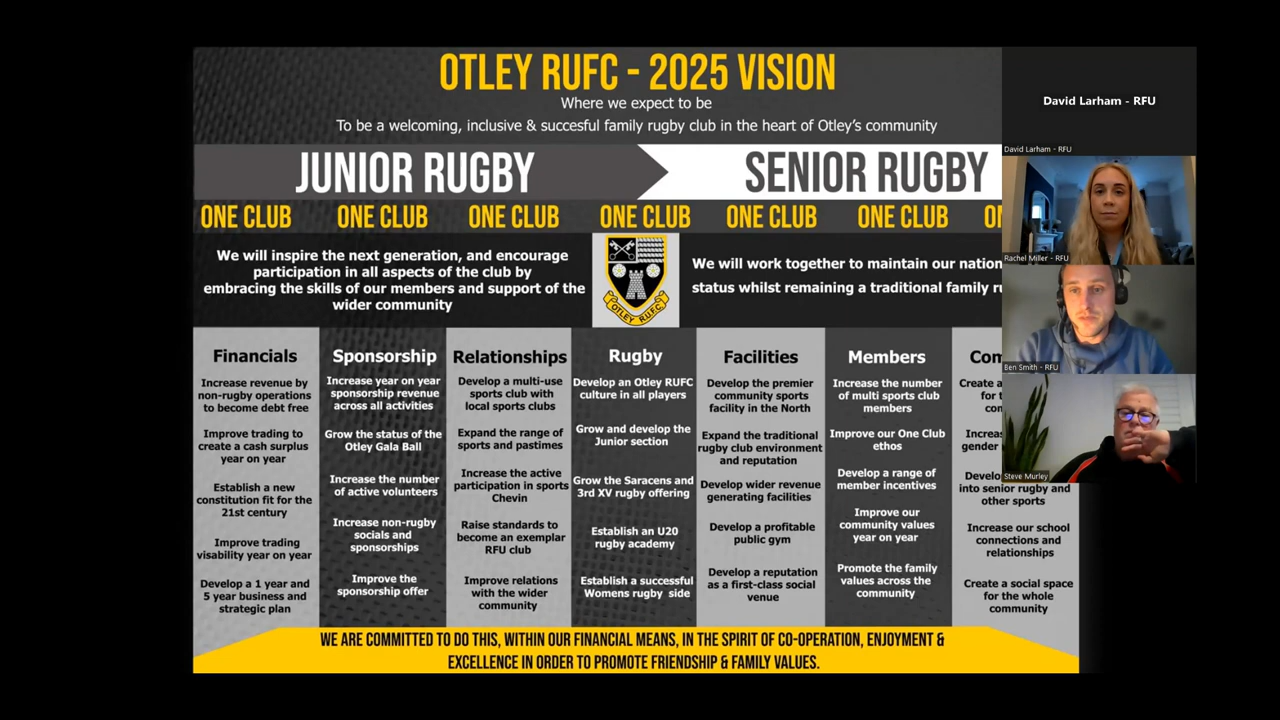 OTLEY RUFC - 2025 VISION
Where we expect to be
To be a welcoming, inclusive & succesful family rugby club in the heart of Otley's community
JUNIOR RUGBY
SENIOR RUGBY
ONE CLUB ONE CLUB ONE CLUB ONE CLUB ONE CLUB ONE CLUB
We will inspire the next generation, and encourage
participation in all aspects of the club by
embracing the skills of our members and support of the
wider community
OTLEY R.U.F.C.
We will work together to maintain our
status whilst remaining a traditional family
Financials
Increase revenue by
non-rugby operations
to become debt free
Improve trading to
create a cash surplus
year on year
Establish a new
constitution fit for the
21st century
Improve trading
visability year on year
Develop a 1 year and
5 year business and
strategic plan
Sponsorship
Increase year on year
sponsorship revenue
across all activities
Grow the status of the
Otley Gala Ball
Increase the number
of active volunteers
Increase non-rugby
socials and
sponsorships
Improve the
sponsorship offer
Relationships
Develop a multi-use
sports club with
local sports clubs
Expand the range of
sports and pastimes
Increase the active
participation in sports
Chevin
Raise standards to
become an exemplar
RFU club
Improve relations
with the wider
community
Rugby
Develop an Otley RUFC
culture in all players
Grow and develop the
Junior section
Grow the Saracens and
3rd XV rugby offering
Establish an U20
rugby academy
Establish a successful
Womens rugby side
Facilities
Develop the premier
community sports
facility in the North
Expand the traditional
rugby club environment
and reputation
Develop wider revenue
generating facilities
Develop a profitable
public gym
Develop a reputation
as a first-class social
venue
Members
Increase the number
of multi sports club
members
Improve our One Club
ethos
Develop a range of
member incentives
Improve our
community values
year on year
Promote the family
values across the
community
Create
for
gender
into senior rugby and
other sports
Increase our school
connections and
relationships
Create a social space
for the whole
community
WE ARE COMMITTED TO DO THIS, WITHIN OUR FINANCIAL MEANS, IN THE SPIRIT OF CO-OPERATION, ENJOYMENT &
EXCELLENCE IN ORDER TO PROMOTE FRIENDSHIP & FAMILY VALUES.
David Larham - RFU
David Larham - RFU
Rachel Miller - RFU
Ben Smith - RFU
Steve Murley